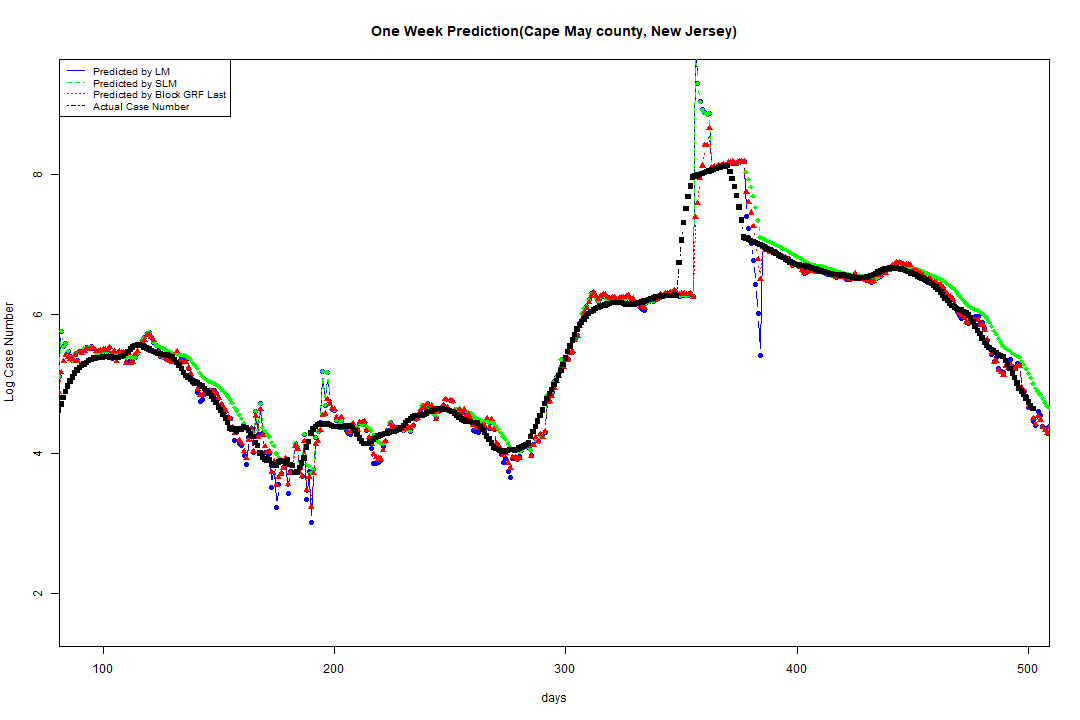 One Week Prediction(Cape May county, New Jersey)
Predicted by LM
Predicted by SLM
Predicted by Block GRF Last
Actual Case Number
Log Case Number
8
6
4
2
100
200
300
400
500
days